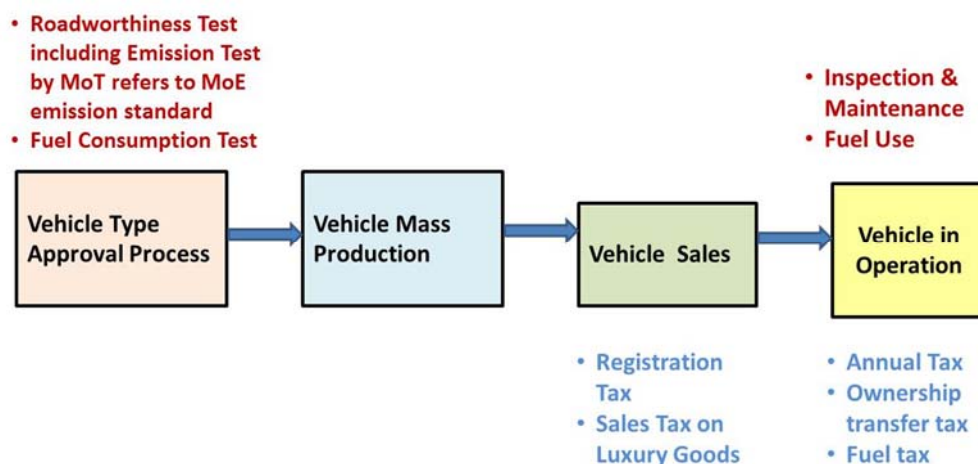 • Roadworthiness Test
including Emission Test
by MoT refers to MoE
emission standard
• Fuel Consumption Test
• Inspection &
Maintenance
• Fuel Use
Vehicle Type
Approval Process
Vehicle Mass
Production
Vehicle Sales
Vehicle in
Operation
• Registration
Tax
• Sales Tax on
Luxury Goods
• Annual Tax
• Ownership
transfer tax
• Fuel tax